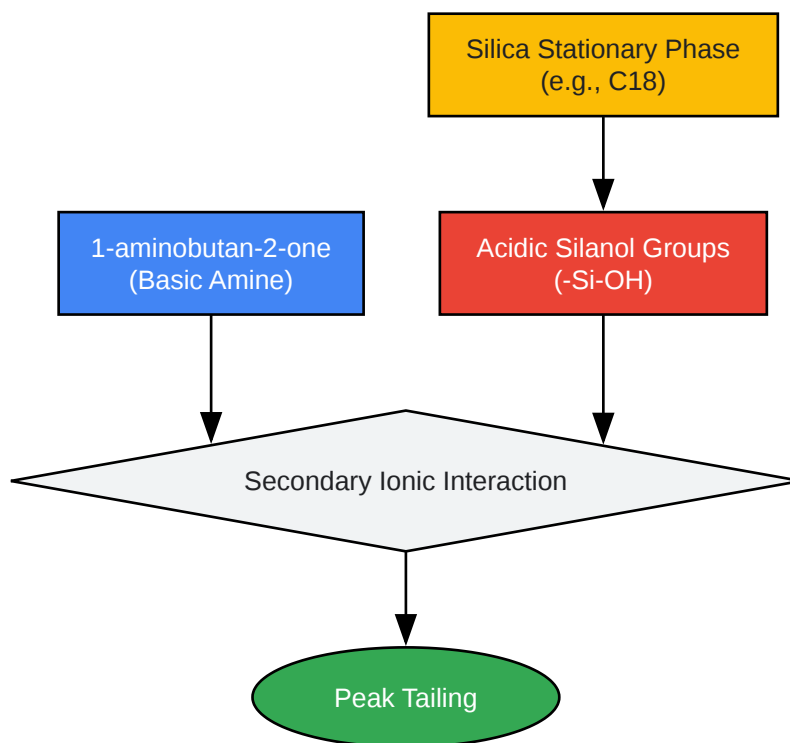 Silica Stationary Phase
(e.g., C18)
1-aminobutan-2-one
(Basic Amine)
Acidic Silanol Groups
(-Si-OH)
Secondary Ionic Interaction
Peak Tailing